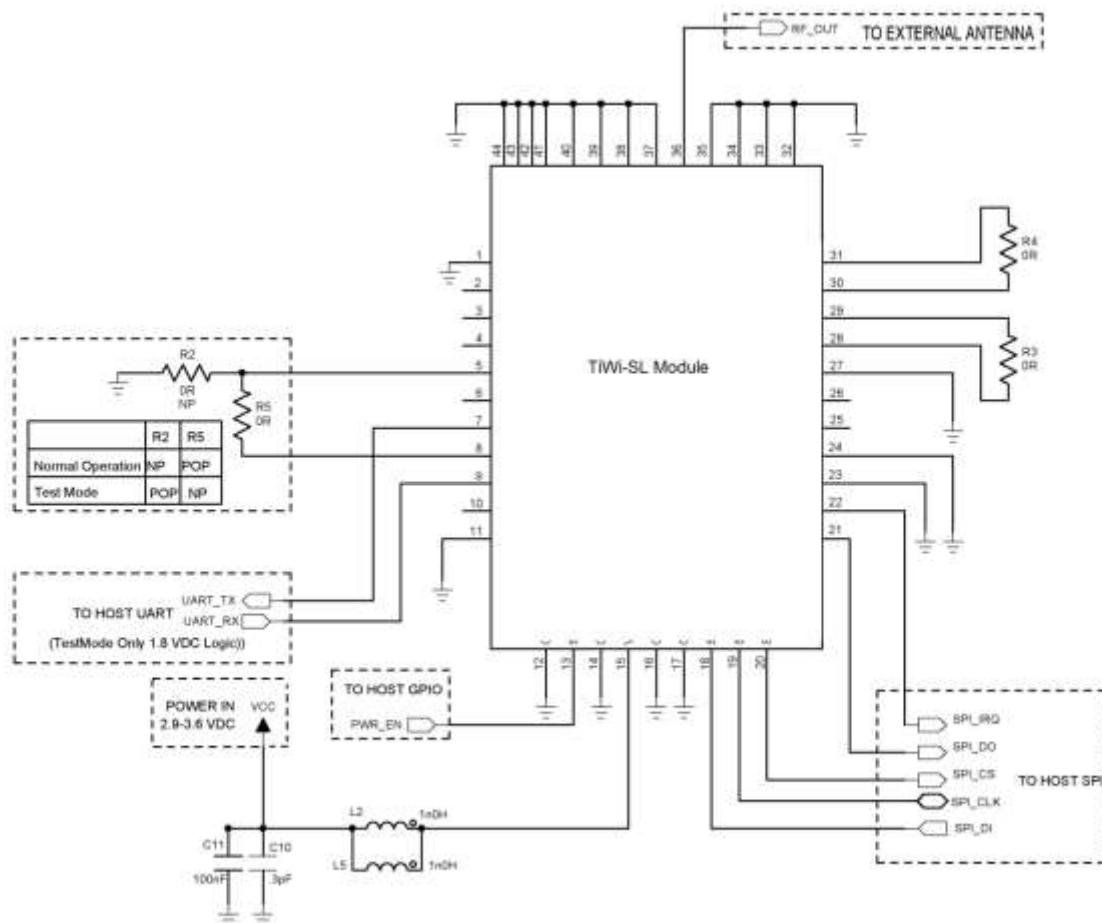 RF_OUT TO EXTERNAL ANTENNA
44 43 42 41 40 39 38 37 36 35 34 33 32
1
2
3
4
5
6
7
8
9
10
11
31
30
29
28
27
26
25
24
23
22
21
R4
0R
R3
0R
TiWi-SL Module
R2
0R
NP
R5
0R
R2 R5
Normal Operation NP POP
Test Mode POP NP
UART_TX
TO HOST UART
UART_RX
(TestMode Only 1.8 VDC Logic))
12 13 14 15 16 17 18 19 20
POWER IN VCC
2.9-3.6 VDC
TO HOST GPIO
PWR_EN
SPI_IRQ
SPI_DO
SPI_CS
TO HOST SPI
SPI_CLK
SPI_DI
L2 1n0H
L5 1n0H
C11 C10
100nF .3pF